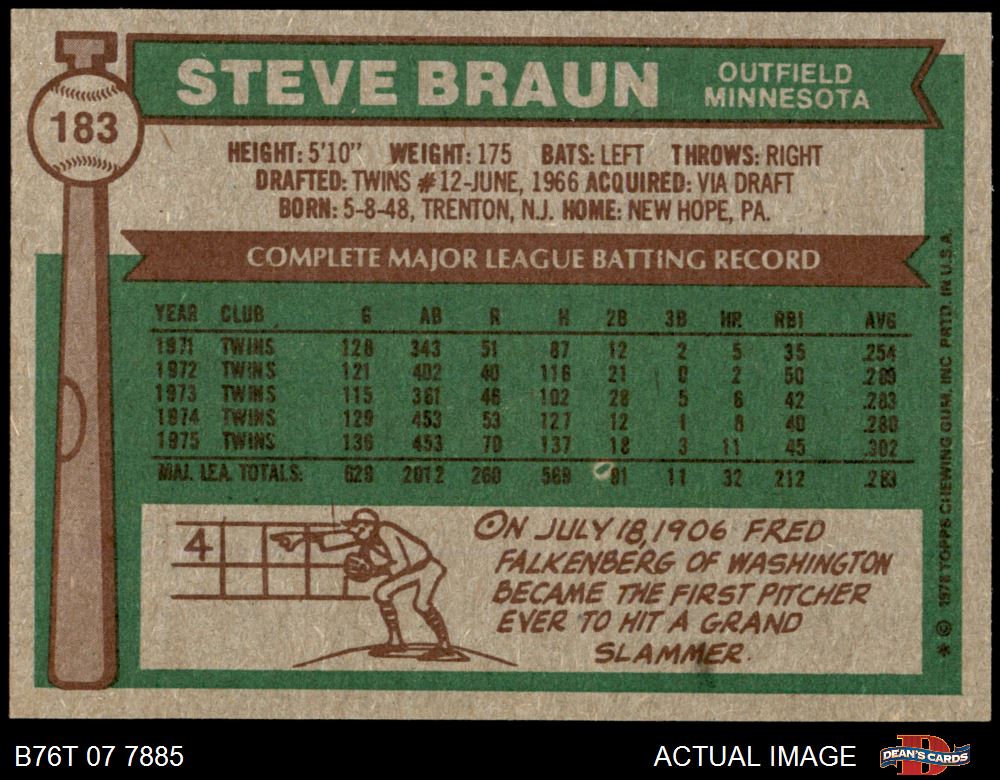 183
STEVE BRAUN
OUTFIELD
MINNESOTA
HEIGHT: 5'10" WEIGHT: 175 BATS: LEFT THROWS: RIGHT
DRAFTED: TWINS #12-JUNE, 1966 ACQUIRED: VIA DRAFT
BORN: 5-8-48, TRENTON, N.J. HOME: NEW HOPE, PA.
COMPLETE MAJOR LEAGUE BATTING RECORD
YEAR CLUB G AB R H 2B 3B HR RBI AVG
1971 TWINS 128 343 51 87 12 2 5 35 .254
1972 TWINS 121 402 40 116 21 0 2 50 .289
1973 TWINS 115 361 46 102 28 5 6 42 .283
1974 TWINS 129 453 53 127 12 1 8 40 .280
1975 TWINS 136 453 70 137 18 3 11 45 .302
MAJ. LEA. TOTALS: 629 2012 260 569 91 11 32 212 .283
4
ON JULY 18, 1906 FRED
FALKENBERG OF WASHINGTON
BECAME THE FIRST PITCHER
EVER TO HIT A GRAND
SLAMMER.
* © 1976 TOPPS CHEWING GUM, INC. PRTD. IN U.S.A.
B76T 07 7885
ACTUAL IMAGE
DEAN'S CARDS